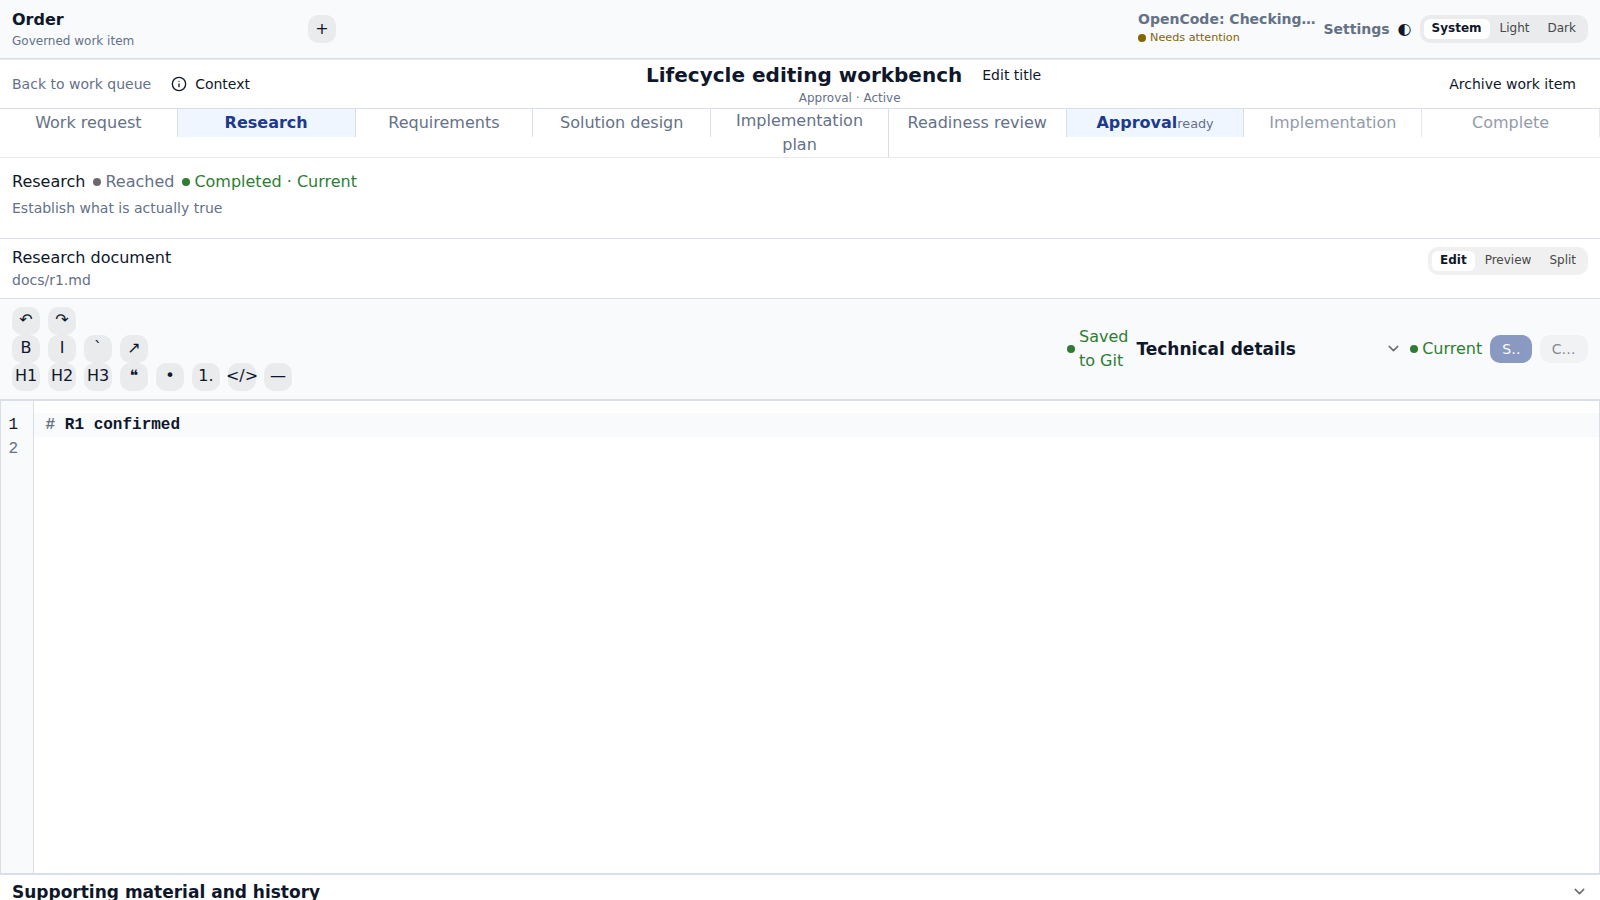 Order
Governed work item
+
OpenCode: Checking…
Needs attention
Settings
System Light Dark
Back to work queue
Context
Lifecycle editing workbench
Edit title
Approval · Active
Archive work item
Work request
Research
Requirements
Solution design
Implementation
plan
Readiness review
Approvalready
Implementation
Complete
Research Reached Completed · Current
Establish what is actually true
Research document
docs/r1.md
Edit Preview Split
↶ ↷
B I ` ↗
H1 H2 H3 ❝ • 1. </> —
Saved
to Git
Technical details
Current
S..
C...
1 # R1 confirmed
2
Supporting material and history